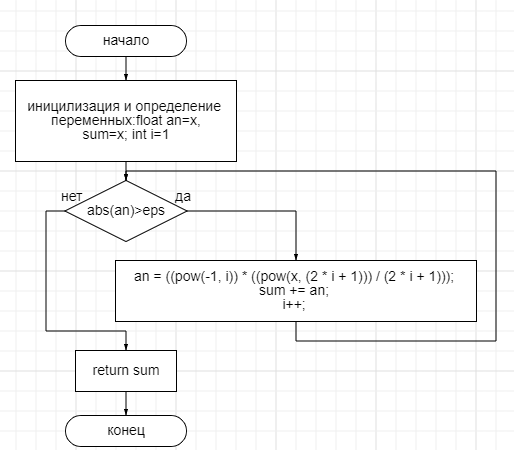 начало
иницилизация и определение
переменных:float an=x,
sum=x; int i=1
нет
да
abs(an)>eps
an = ((pow(-1, i)) * ((pow(x, (2 * i + 1))) / (2 * i + 1)));
sum += an;
i++;
return sum
конец